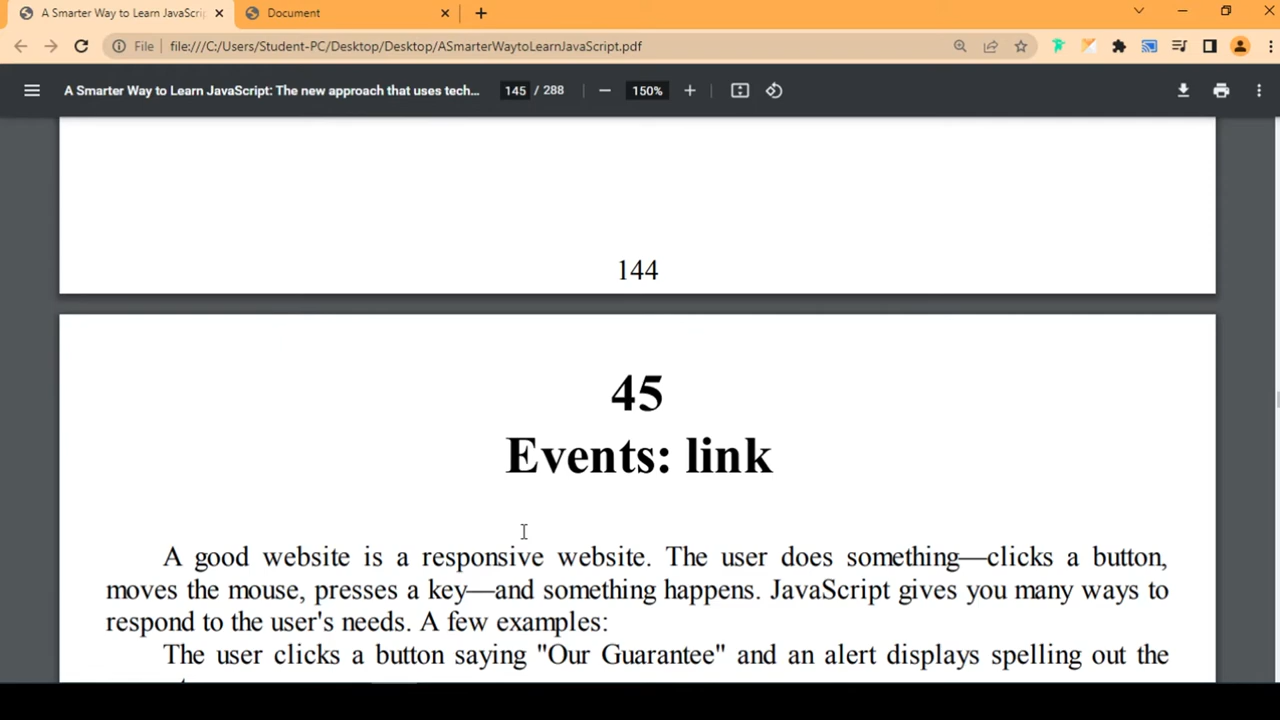 A Smarter Way to Learn JavaScri
Document
File
file:///C:/Users/Student-PC/Desktop/Desktop/ASmarterWaytoLearnJavaScript.pdf
A Smarter Way to Learn JavaScript: The new approach that uses tech...
145 / 288
150%
144
45
Events: link
A good website is a responsive website. The user does something—clicks a button,
moves the mouse, presses a key—and something happens. JavaScript gives you many ways to
respond to the user's needs. A few examples:
The user clicks a button saying "Our Guarantee" and an alert displays spelling out the